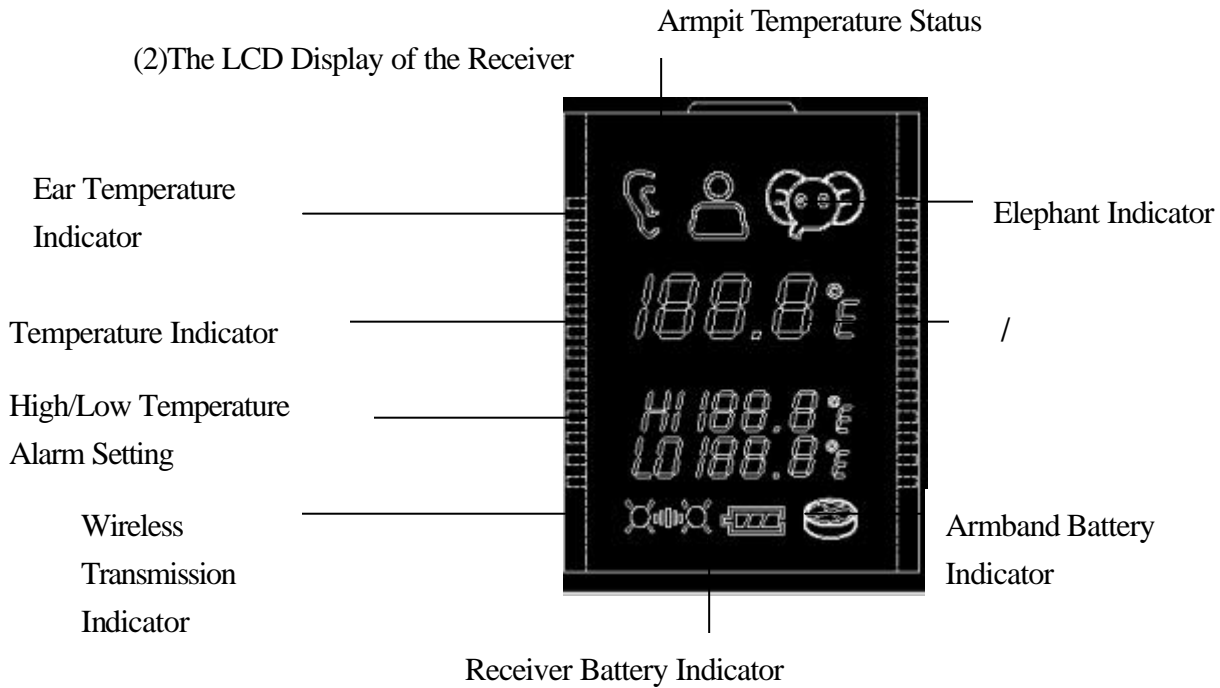 Armpit Temperature Status
(2)The LCD Display of the Receiver
Ear Temperature
Indicator
Elephant Indicator
188.8°E
Temperature Indicator
/
High/Low Temperature
Alarm Setting
HI 188.8°E
LO 188.8°E
Wireless
Transmission
Indicator
Armband Battery
Indicator
Receiver Battery Indicator